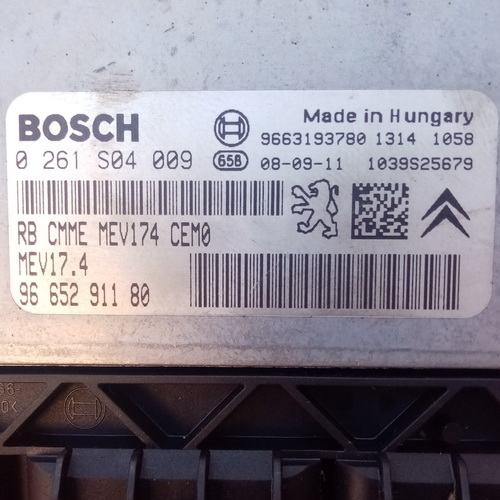 BOSCH
Made in Hungary
9663193780 1314 1058
0 261 S04 009 658 08-09-11 1039S25679
RB CMME MEV174 CEM0
MEV17.4
96 652 911 80